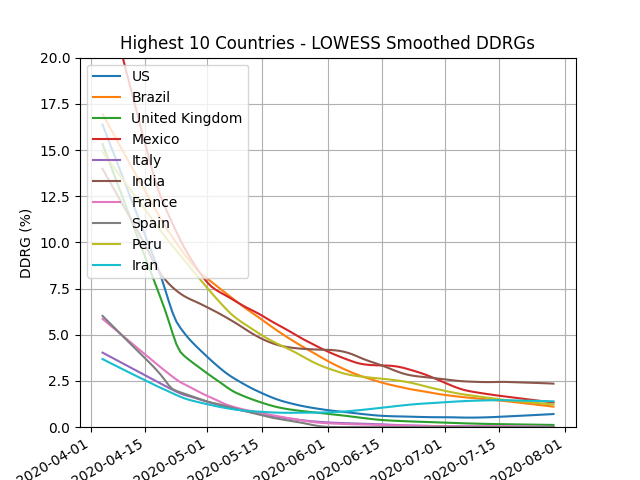 Highest 10 Countries - LOWESS Smoothed DDRGs
DDRG (%)
20.0
17.5
15.0
12.5
10.0
7.5
5.0
2.5
0.0
US
Brazil
United Kingdom
Mexico
Italy
India
France
Spain
Peru
Iran
2020-04-01
2020-04-15
2020-05-01
2020-05-15
2020-06-01
2020-06-15
2020-07-01
2020-07-15
2020-08-01